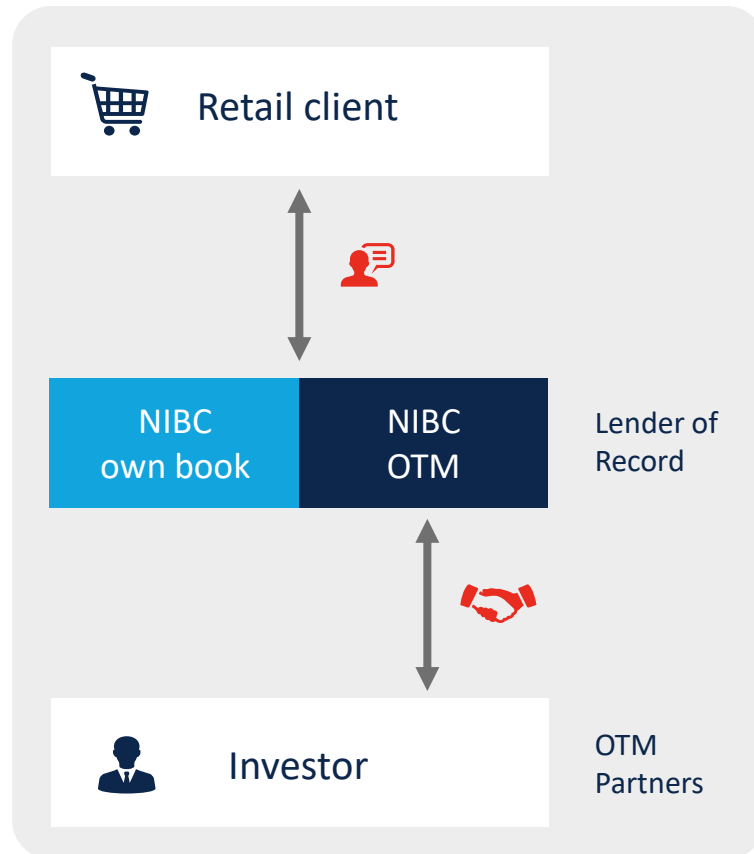 Retail client
NIBC
own book
NIBC
OTM
Lender of
Record
Investor
OTM
Partners